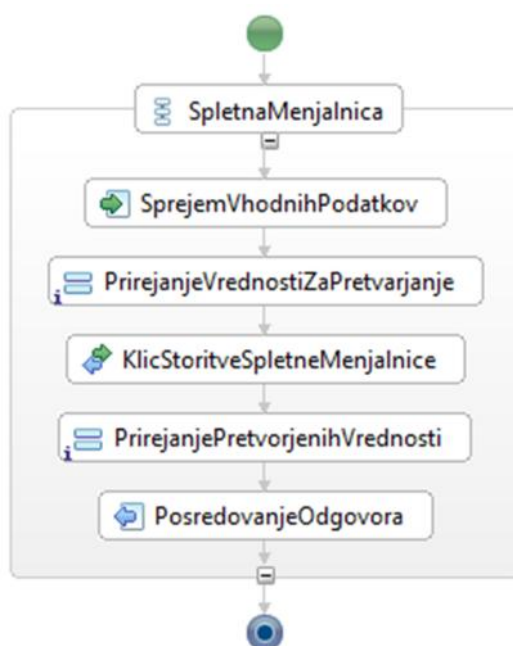 SpletnaMenjalnica
SprejemVhodnihPodatkov
i PrirejanjeVrednostiZaPretvarjanje
KlicStoritveSpletneMenjalnice
i PrirejanjePretvorjenihVrednosti
PosredovanjeOdgovora